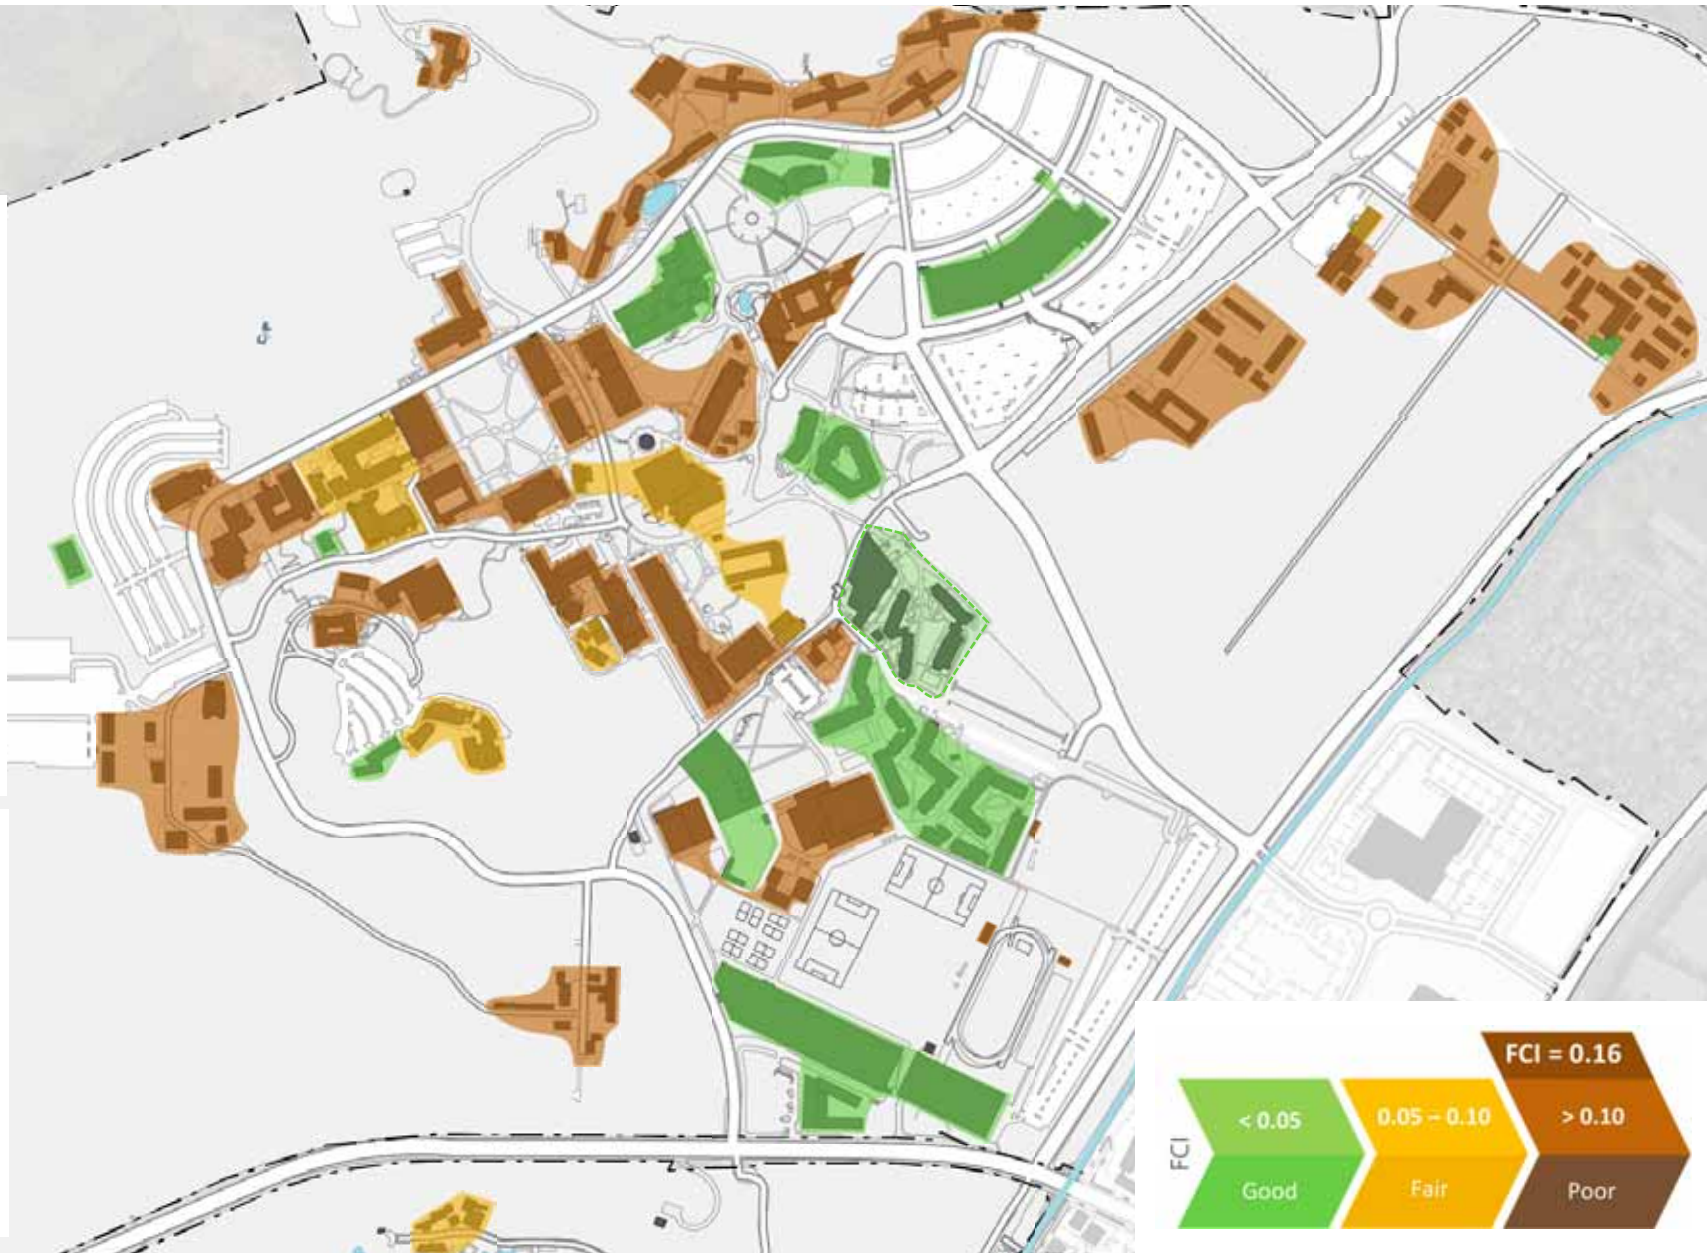 FCI = 0.16
< 0.05
0.05 – 0.10
> 0.10
FCI
Good
Fair
Poor